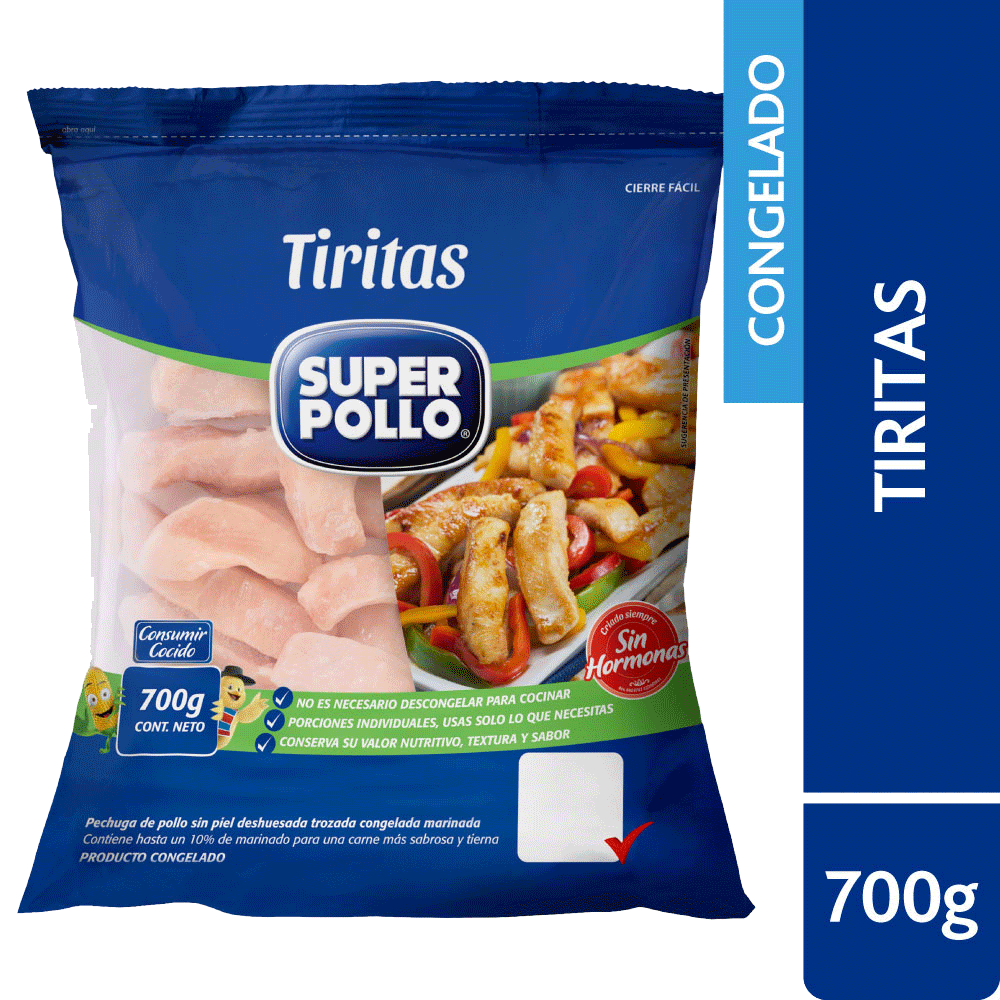 abra aquí
CIERRE FÁCIL
Tiritas
SUPER
POLLO®
SUGERENCIA DE PRESENTACIÓN
Criado siempre
Sin
Hormonas
Consumir
Cocido
700g
CONT. NETO
NO ES NECESARIO DESCONGELAR PARA COCINAR
PORCIONES INDIVIDUALES, USAS SOLO LO QUE NECESITAS
CONSERVA SU VALOR NUTRITIVO, TEXTURA Y SABOR
Pechuga de pollo sin piel deshuesada trozada congelada marinada
Contiene hasta un 10% de marinado para una carne más sabrosa y tierna
PRODUCTO CONGELADO
CONGELADO
TIRITAS
700g